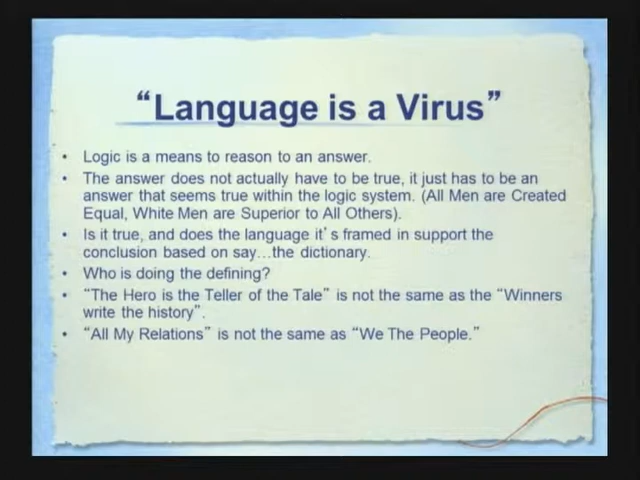 “Language is a Virus”
• Logic is a means to reason to an answer.
• The answer does not actually have to be true, it just has to be an
answer that seems true within the logic system. (All Men are Created
Equal, White Men are Superior to All Others).
• Is it true, and does the language it’s framed in support the
conclusion based on say…the dictionary.
• Who is doing the defining?
• “The Hero is the Teller of the Tale” is not the same as the “Winners
write the history”.
• “All My Relations” is not the same as “We The People.”